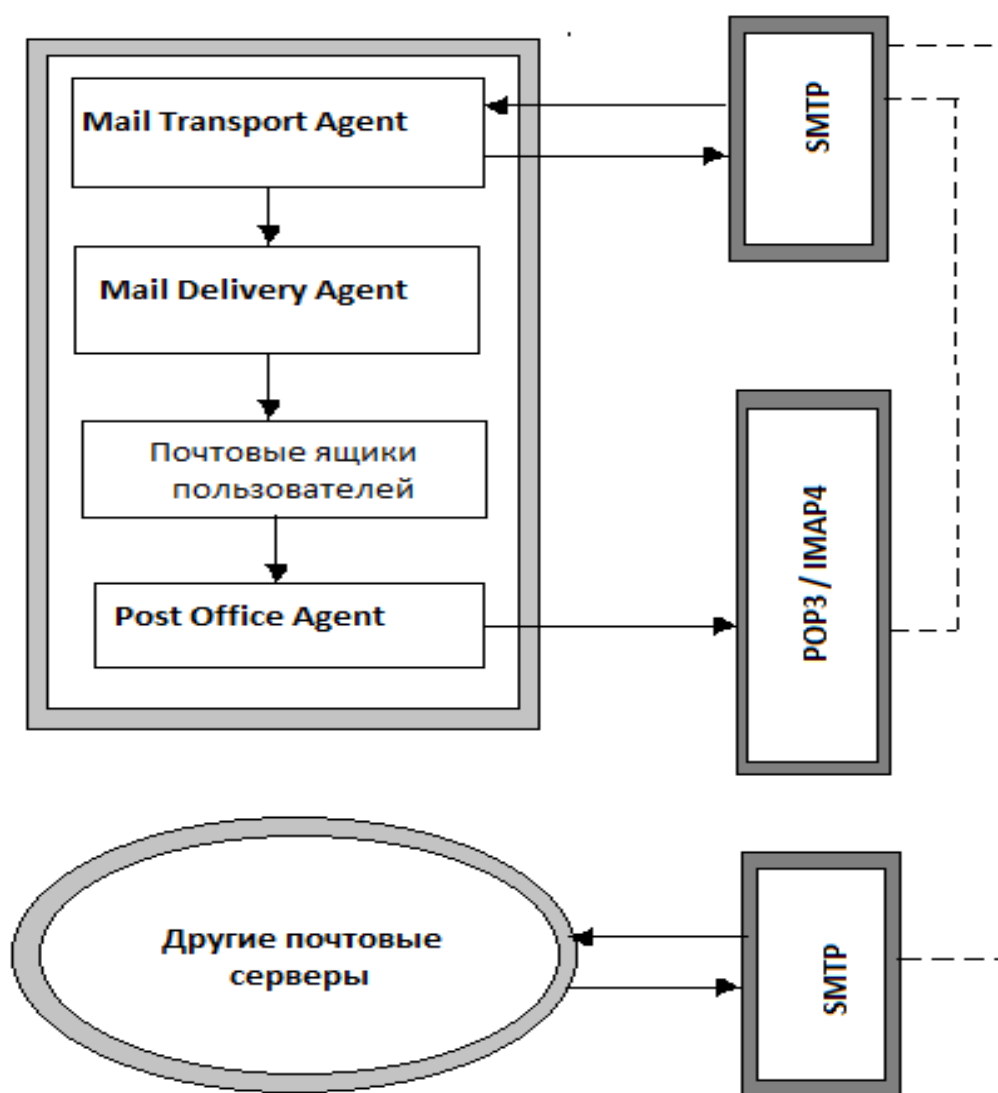 Mail Transport Agent
SMTP
Mail Delivery Agent
Почтовые ящики
пользователей
Post Office Agent
POP3 / IMAP4
Другие почтовые
серверы
SMTP